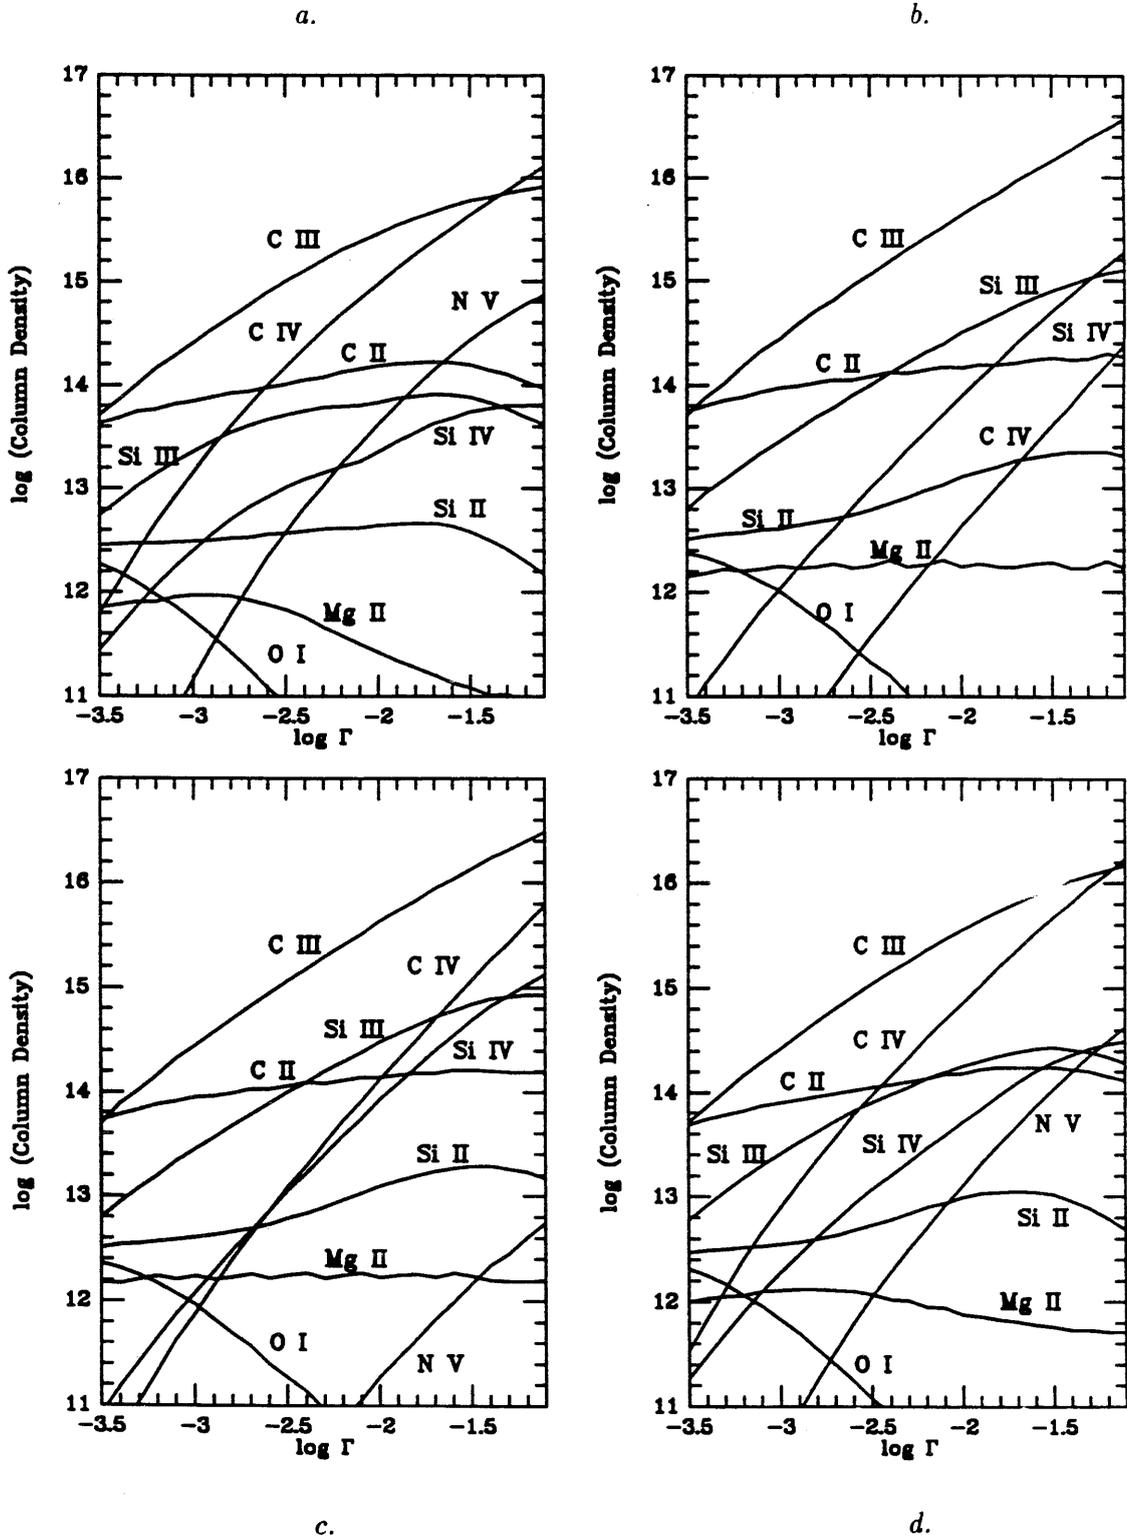 a.
b.
17
16
15
14
13
12
11
log (Column Density)
C III
C IV
N V
C II
Si III
Si IV
Si II
Mg II
O I
-3.5 -3 -2.5 -2 -1.5
log Γ
17
16
15
14
13
12
11
log (Column Density)
C III
Si III
Si IV
C II
C IV
Si II
Mg II
O I
-3.5 -3 -2.5 -2 -1.5
log Γ
17
16
15
14
13
12
11
log (Column Density)
C III
C IV
Si III
Si IV
C II
Si II
Mg II
O I
N V
-3.5 -3 -2.5 -2 -1.5
log Γ
17
16
15
14
13
12
11
log (Column Density)
C III
C IV
C II
N V
Si IV
Si III
Si II
Mg II
O I
-3.5 -3 -2.5 -2 -1.5
log Γ
c.
d.